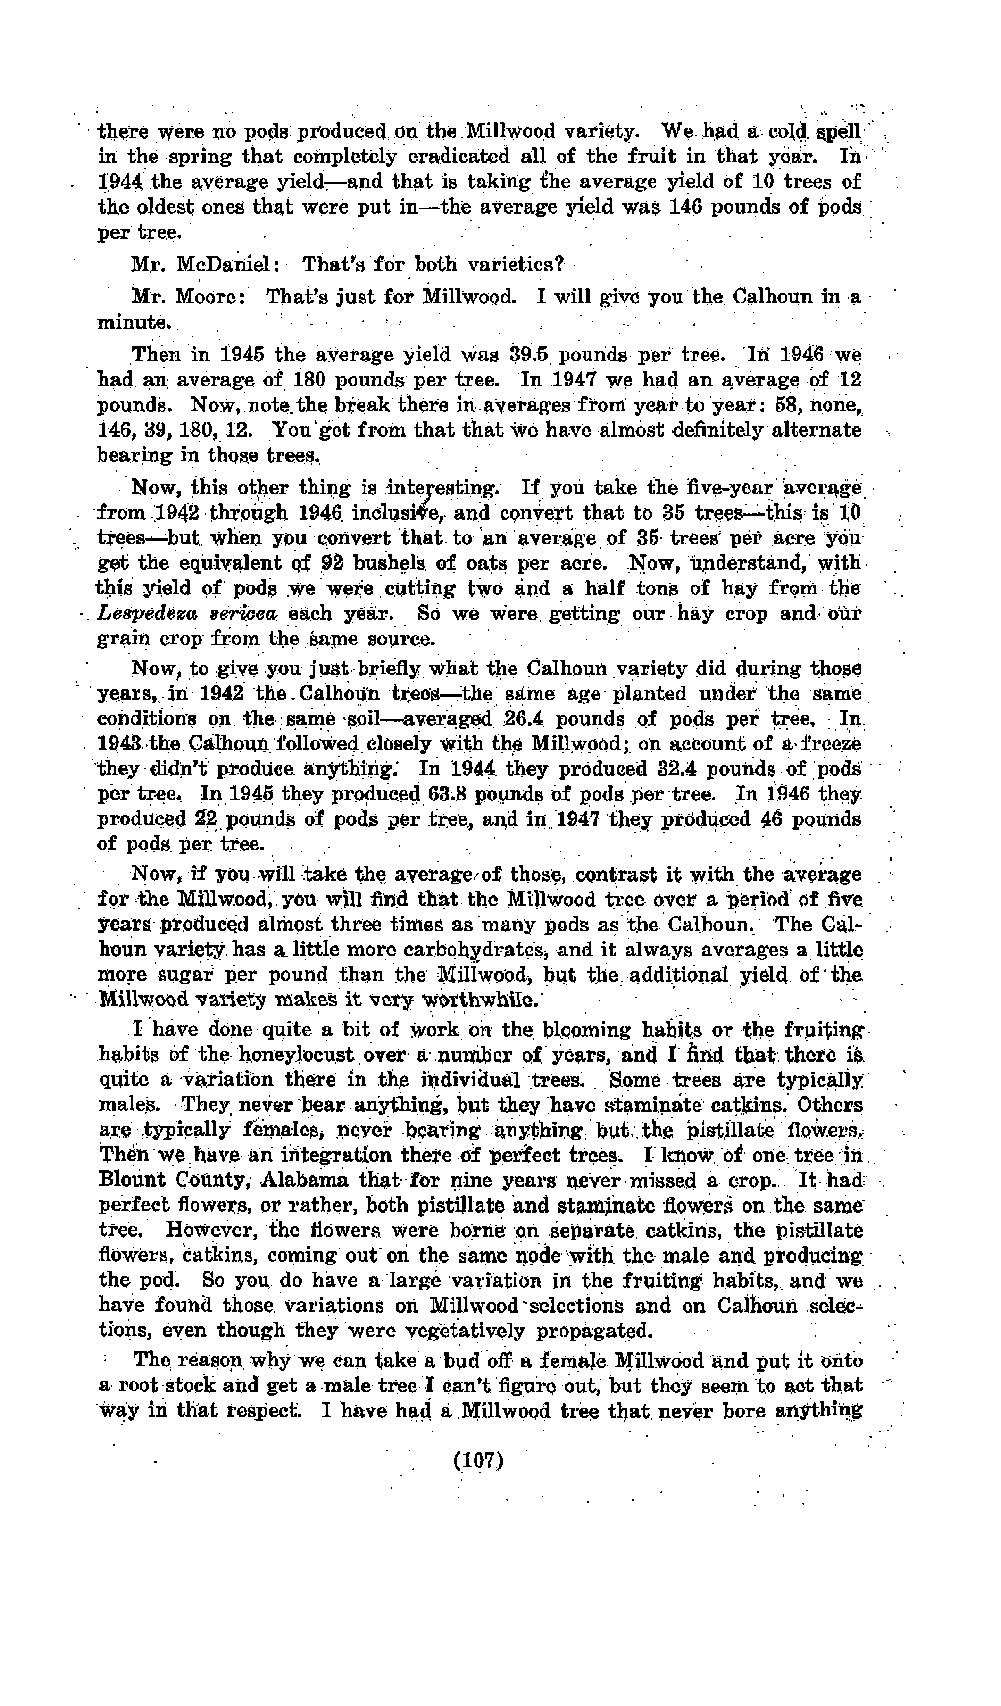 there were no pods produced on the Millwood variety. We had a cold spell
in the spring that completely eradicated all of the fruit in that year. In
1944 the average yield—and that is taking the average yield of 10 trees of
the oldest ones that were put in—the average yield was 146 pounds of pods
per tree.
Mr. McDaniel: That's for both varieties?
Mr. Moore: That's just for Millwood. I will give you the Calhoun in a
minute.
Then in 1945 the average yield was 39.5 pounds per tree. In 1946 we
had an average of 180 pounds per tree. In 1947 we had an average of 12
pounds. Now, note the break there in averages from year to year: 58, none,
146, 39, 180, 12. You got from that that we have almost definitely alternate
bearing in those trees.
Now, this other thing is interesting. If you take the five-year average
from 1942 through 1946 inclusive, and convert that to 35 trees—this is 10
trees—but when you convert that to an average of 35 trees per acre you
get the equivalent of 92 bushels of oats per acre. Now, understand, with
this yield of pods we were cutting two and a half tons of hay from the
Lespedeza sericea each year. So we were getting our hay crop and our
grain crop from the same source.
Now, to give you just briefly what the Calhoun variety did during those
years, in 1942 the Calhoun trees—the same age planted under the same
conditions on the same soil—averaged 26.4 pounds of pods per tree. In
1943 the Calhoun followed closely with the Millwood; on account of a freeze
they didn't produce anything. In 1944 they produced 32.4 pounds of pods
per tree. In 1945 they produced 63.8 pounds of pods per tree. In 1946 they
produced 22 pounds of pods per tree, and in 1947 they produced 46 pounds
of pods per tree.
Now, if you will take the average of those, contrast it with the average
for the Millwood, you will find that the Millwood tree over a period of five
years produced almost three times as many pods as the Calhoun. The Cal-
houn variety has a little more carbohydrates, and it always averages a little
more sugar per pound than the Millwood, but the additional yield of the
Millwood variety makes it very worthwhile.
I have done quite a bit of work on the blooming habits or the fruiting
habits of the honeylocust over a number of years, and I find that there is
quite a variation there in the individual trees. Some trees are typically
males. They never bear anything, but they have staminate catkins. Others
are typically females, never bearing anything but the pistillate flowers.
Then we have an integration there of perfect trees. I know of one tree in
Blount County, Alabama that for nine years never missed a crop. It had
perfect flowers, or rather, both pistillate and staminate flowers on the same
tree. However, the flowers were borne on separate catkins, the pistillate
flowers, catkins, coming out on the same node with the male and producing
the pod. So you do have a large variation in the fruiting habits, and we
have found those variations on Millwood selections and on Calhoun selec-
tions, even though they were vegetatively propagated.
The reason why we can take a bud off a female Millwood and put it onto
a root stock and get a male tree I can't figure out, but they seem to act that
way in that respect. I have had a Millwood tree that never bore anything
(107)